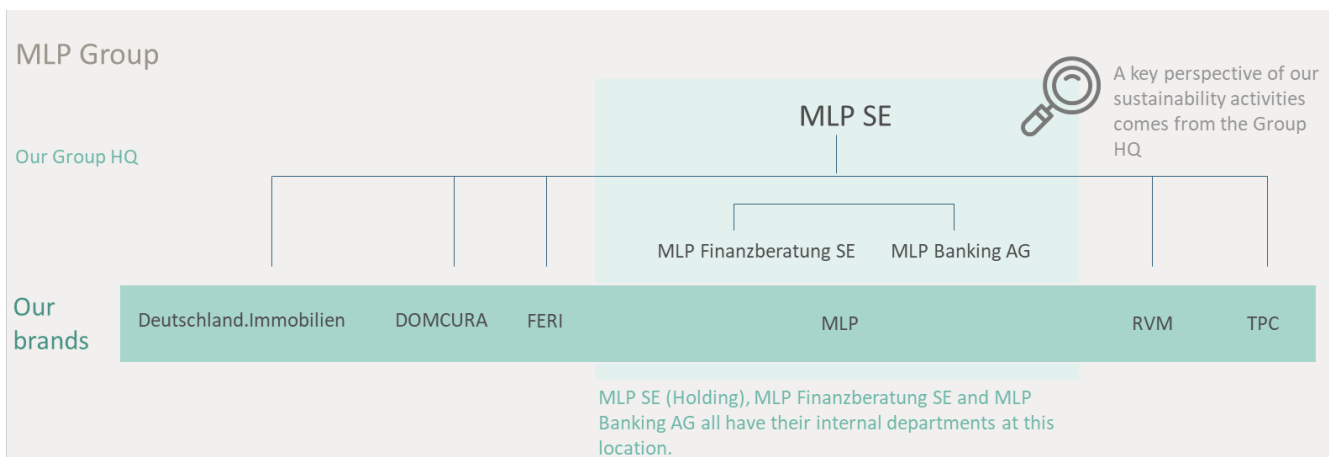 MLP Group
A key perspective of our
sustainability activities
comes from the Group
HQ
MLP SE
Our Group HQ
MLP Finanzberatung SE
MLP Banking AG
Our
brands
Deutschland.Immobilien
DOMCURA
FERI
MLP
RVM
TPC
MLP SE (Holding), MLP Finanzberatung SE and MLP
Banking AG all have their internal departments at this
location.